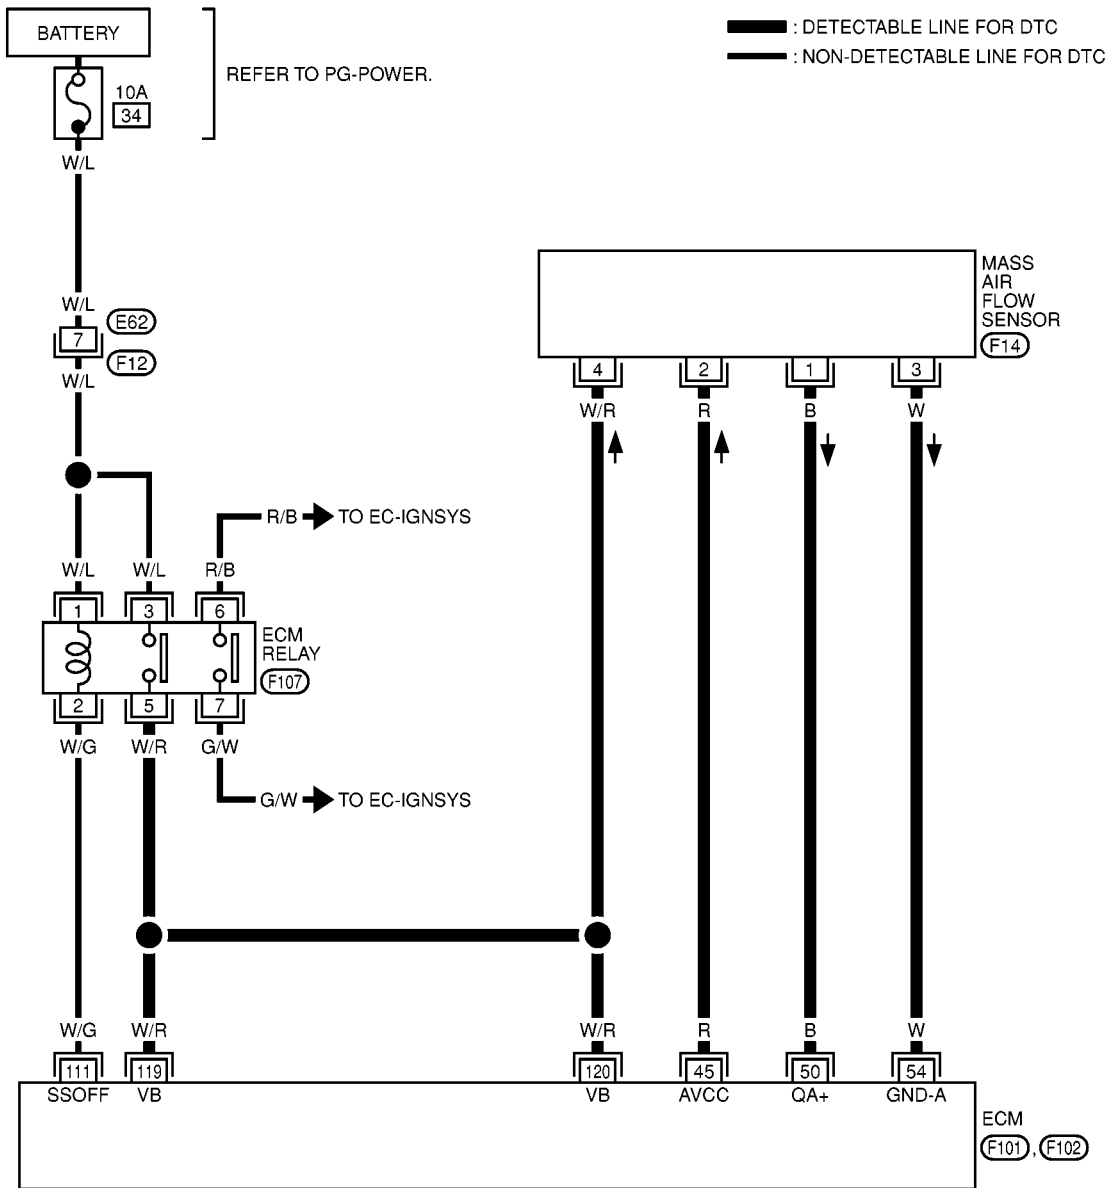 BATTERY
10A
34
REFER TO PG-POWER.
: DETECTABLE LINE FOR DTC
: NON-DETECTABLE LINE FOR DTC
W/L
W/L
7
E62
F12
W/L
MASS
AIR
FLOW
SENSOR
F14
4 2 1 3
W/R R B W
R/B TO EC-IGNSYS
W/L W/L R/B
1 3 6
ECM
RELAY
F107
2 5 7
W/G W/R G/W
G/W TO EC-IGNSYS
W/G W/R W/R R B W
111 119 120 45 50 54
SSOFF VB VB AVCC QA+ GND-A
ECM
F101 , F102